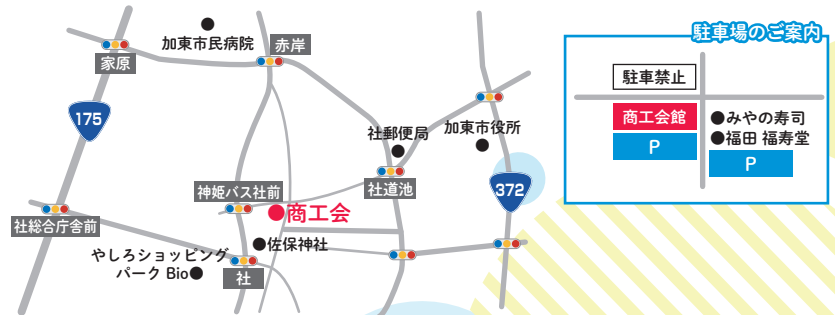 加東市民病院
赤岸
家原
175
社郵便局
加東市役所
神姫バス社前
社道池
372
商工会
社総合庁舎前
佐保神社
やしろショッピング
パーク Bio
社
駐車場のご案内
駐車禁止
商工会館
P
みやの寿司
福田 福寿堂
P